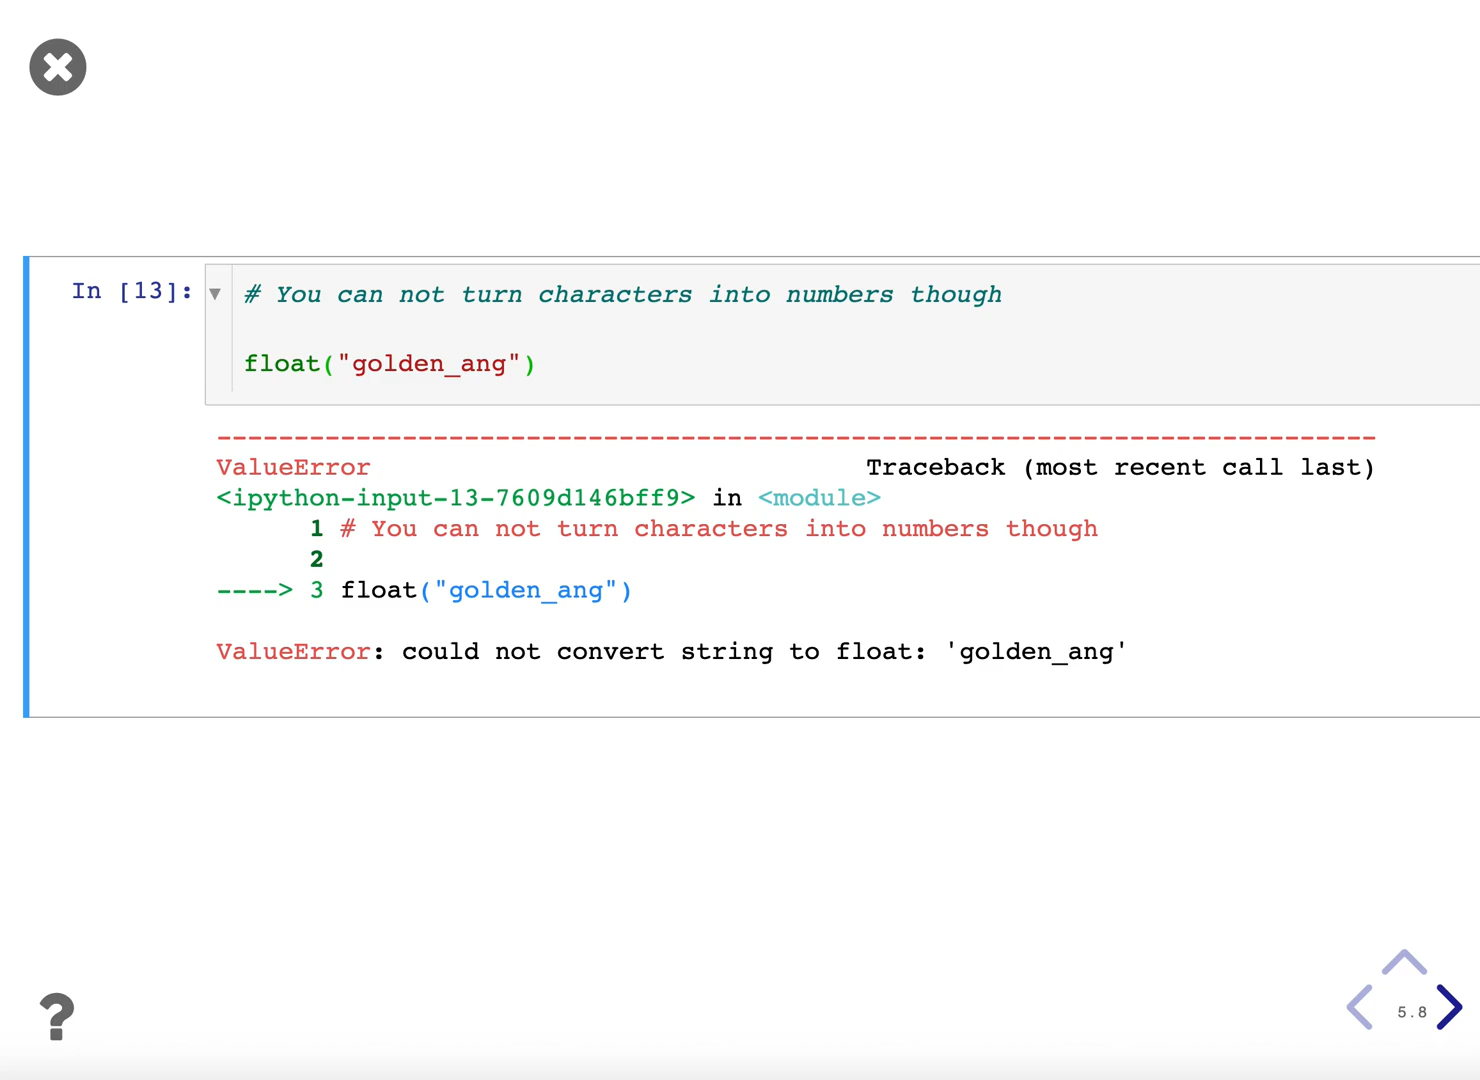 In [13]:
# You can not turn characters into numbers though
float("golden_ang")
---------------------------------------------------------------------------
ValueError Traceback (most recent call last)
<ipython-input-13-7609d146bff9> in <module>
1 # You can not turn characters into numbers though
2
----> 3 float("golden_ang")
ValueError: could not convert string to float: 'golden_ang'
?
5.8